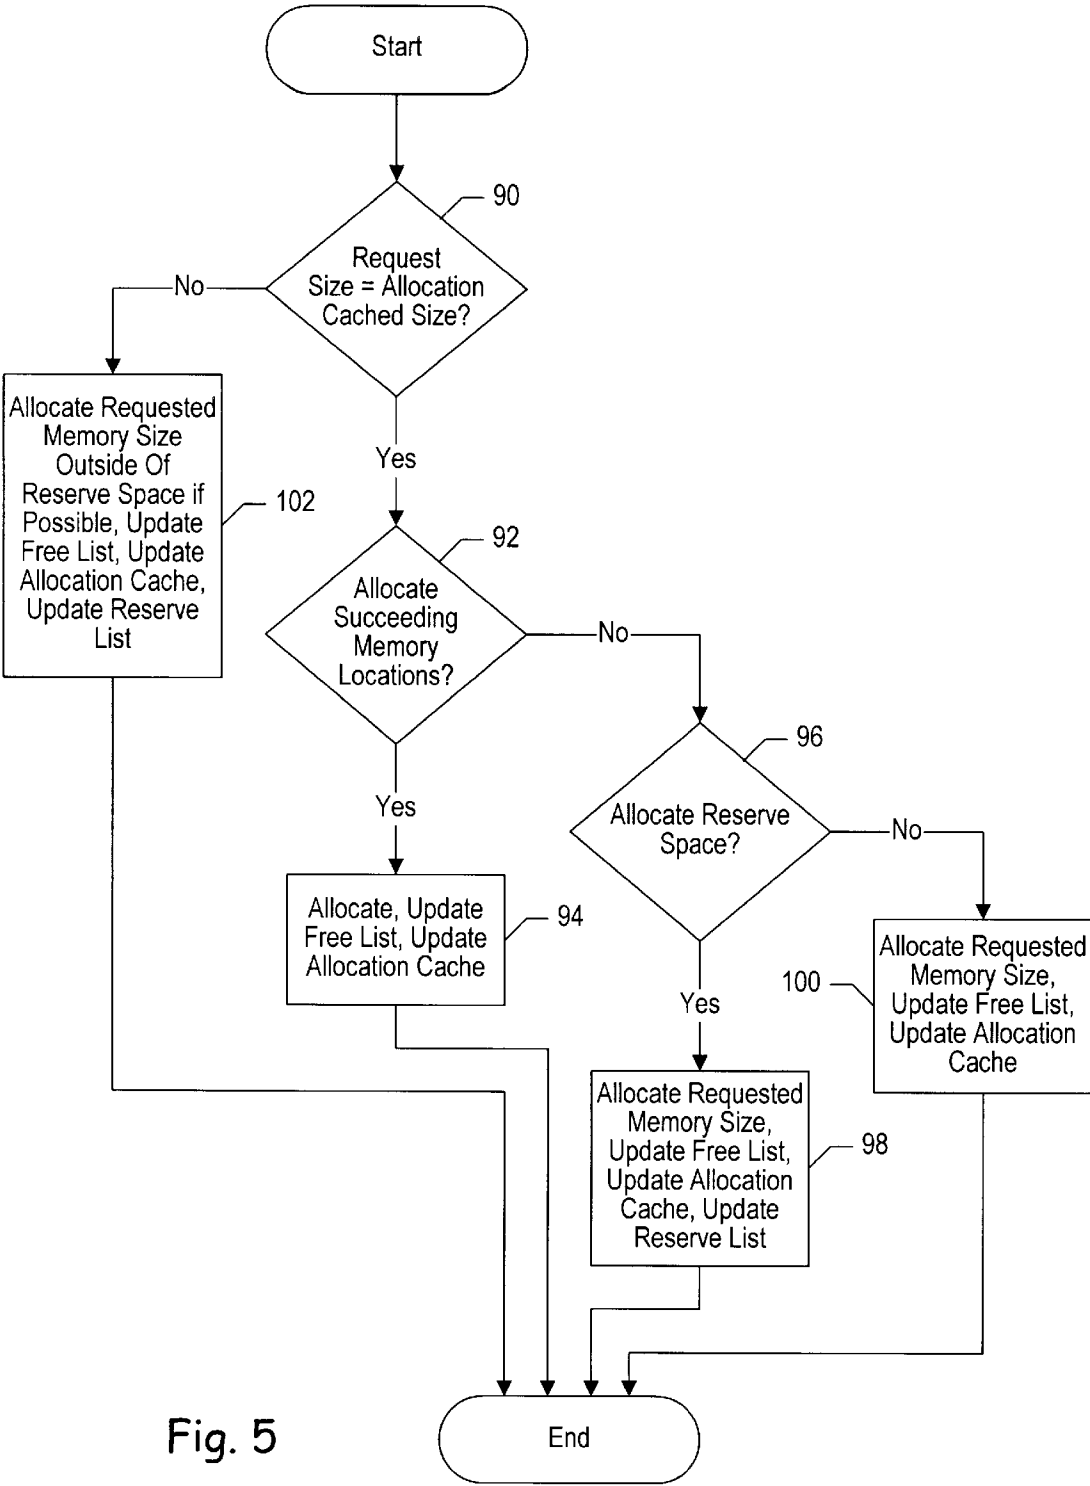 Start
90
Request
Size = Allocation
Cached Size?
No
Yes
Allocate Requested
Memory Size
Outside Of
Reserve Space if
Possible, Update
Free List, Update
Allocation Cache,
Update Reserve
List
102
92
Allocate
Succeeding
Memory
Locations?
No
Yes
96
Allocate Reserve
Space?
No
Yes
Allocate, Update
Free List, Update
Allocation Cache
94
Allocate Requested
Memory Size,
Update Free List,
Update Allocation
Cache
100
Allocate Requested
Memory Size,
Update Free List,
Update Allocation
Cache, Update
Reserve List
98
End
Fig. 5